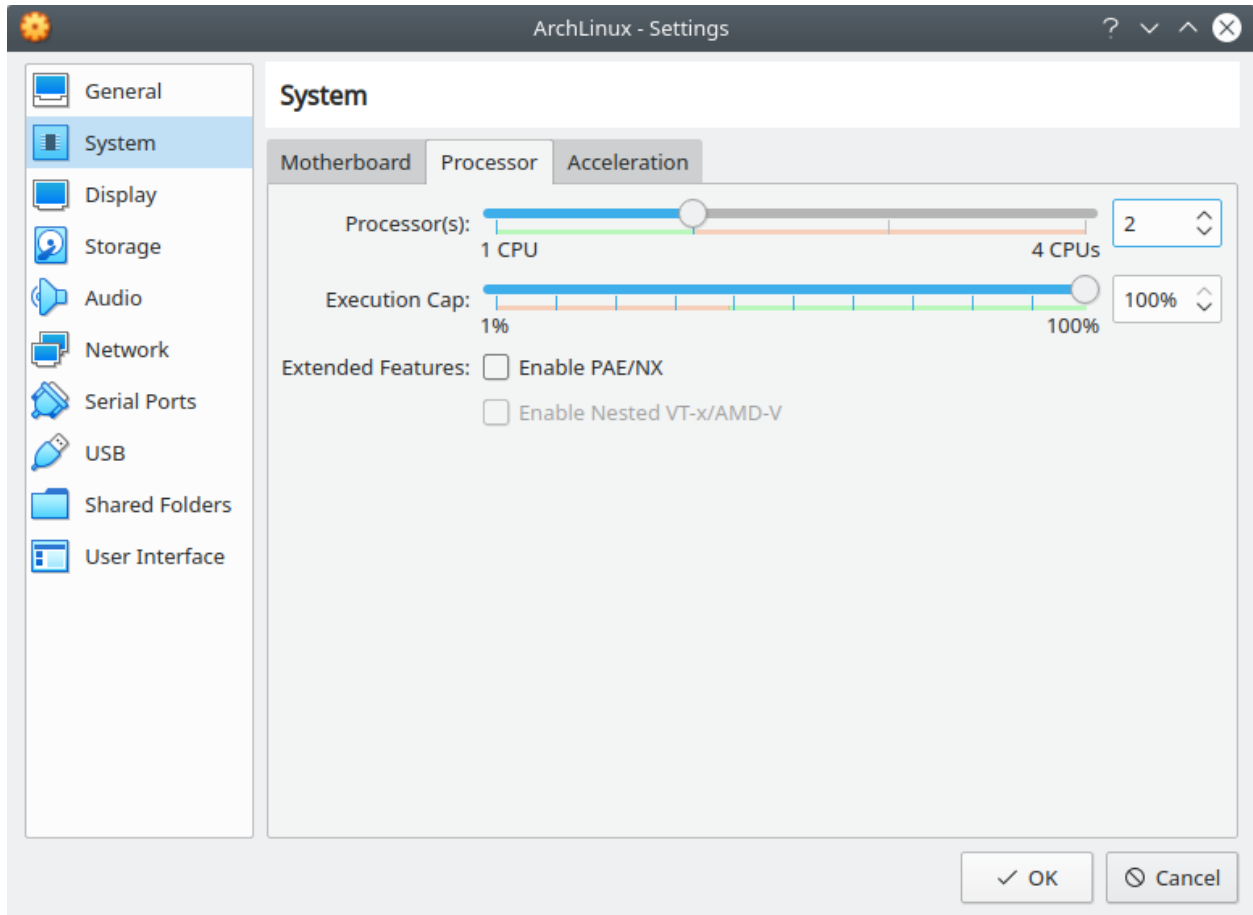 ArchLinux - Settings
General
System
Display
Storage
Audio
Network
Serial Ports
USB
Shared Folders
User Interface
System
Motherboard Processor Acceleration
Processor(s): 2
1 CPU 4 CPUs
Execution Cap: 100%
1% 100%
Extended Features: Enable PAE/NX
Enable Nested VT-x/AMD-V
OK Cancel